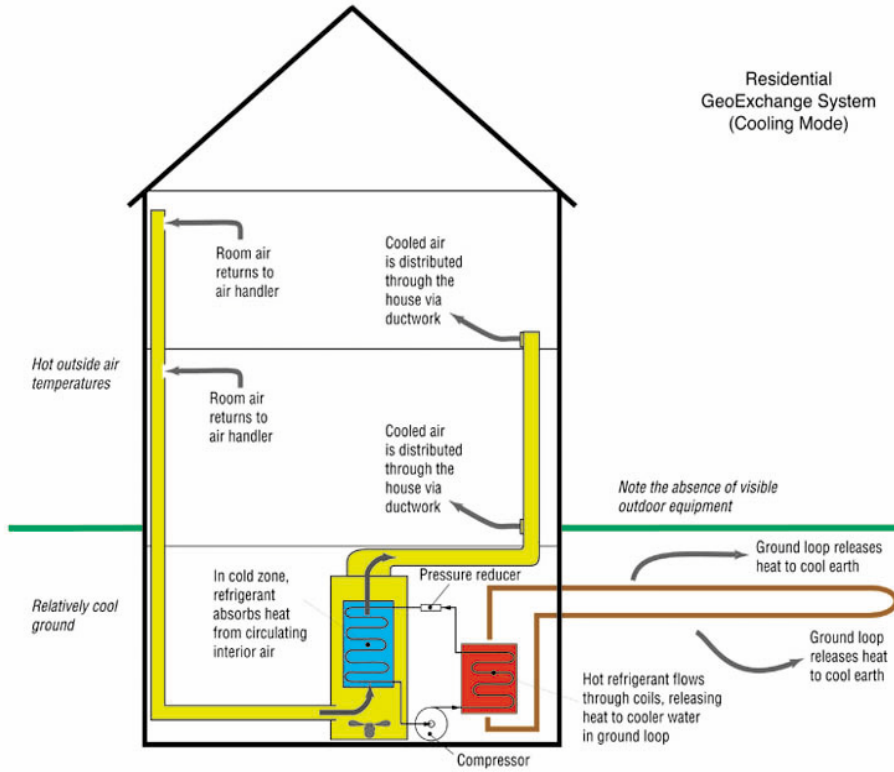 Residential
GeoExchange System
(Cooling Mode)
Room air
returns to
air handler
Cooled air
is distributed
through the
house via
ductwork
Hot outside air
temperatures
Room air
returns to
air handler
Cooled air
is distributed
through the
house via
ductwork
Note the absence of visible
outdoor equipment
Ground loop releases
heat to cool earth
In cold zone,
refrigerant
absorbs heat
from circulating
interior air
Pressure reducer
Relatively cool
ground
Ground loop
releases heat
to cool earth
Hot refrigerant flows
through coils, releasing
heat to cooler water
in ground loop
Compressor